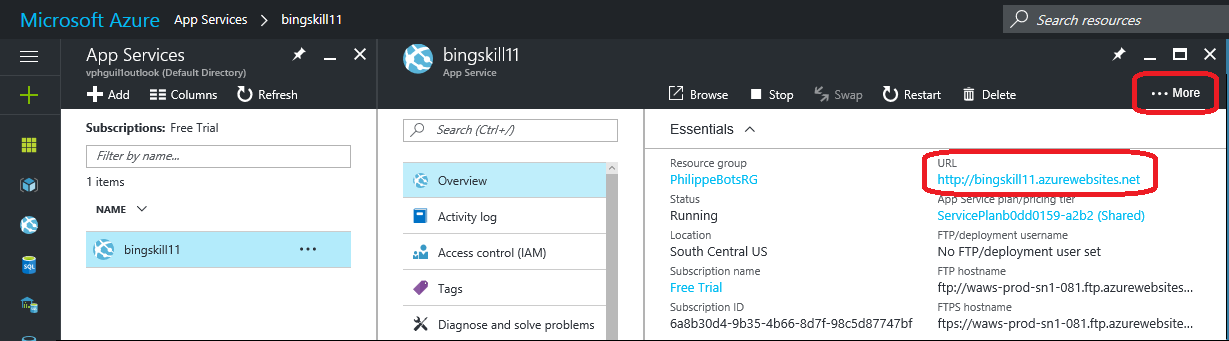 Microsoft Azure App Services > bingskill11
Search resources
App Services
vphguil1outlook (Default Directory)
Add Columns Refresh
Subscriptions: Free Trial
Filter by name...
1 items
NAME
bingskill11
bingskill11
App Service
Browse Stop Swap Restart Delete ... More
Search (Ctrl+/)
Overview
Activity log
Access control (IAM)
Tags
Diagnose and solve problems
Essentials
Resource group
PhilippeBotsRG
Status
Running
Location
South Central US
Subscription name
Free Trial
Subscription ID
6a8b30d4-9b35-4b66-8d7f-98c5d87747bf
URL
http://bingskill11.azurewebsites.net
App Service plan/pricing tier
ServicePlanb0dd0159-a2b2 (Shared)
FTP/deployment username
No FTP/deployment user set
FTP hostname
ftp://waws-prod-sn1-081.ftp.azurewebsites...
FTPS hostname
ftps://waws-prod-sn1-081.ftp.azurewebsite...
SQL